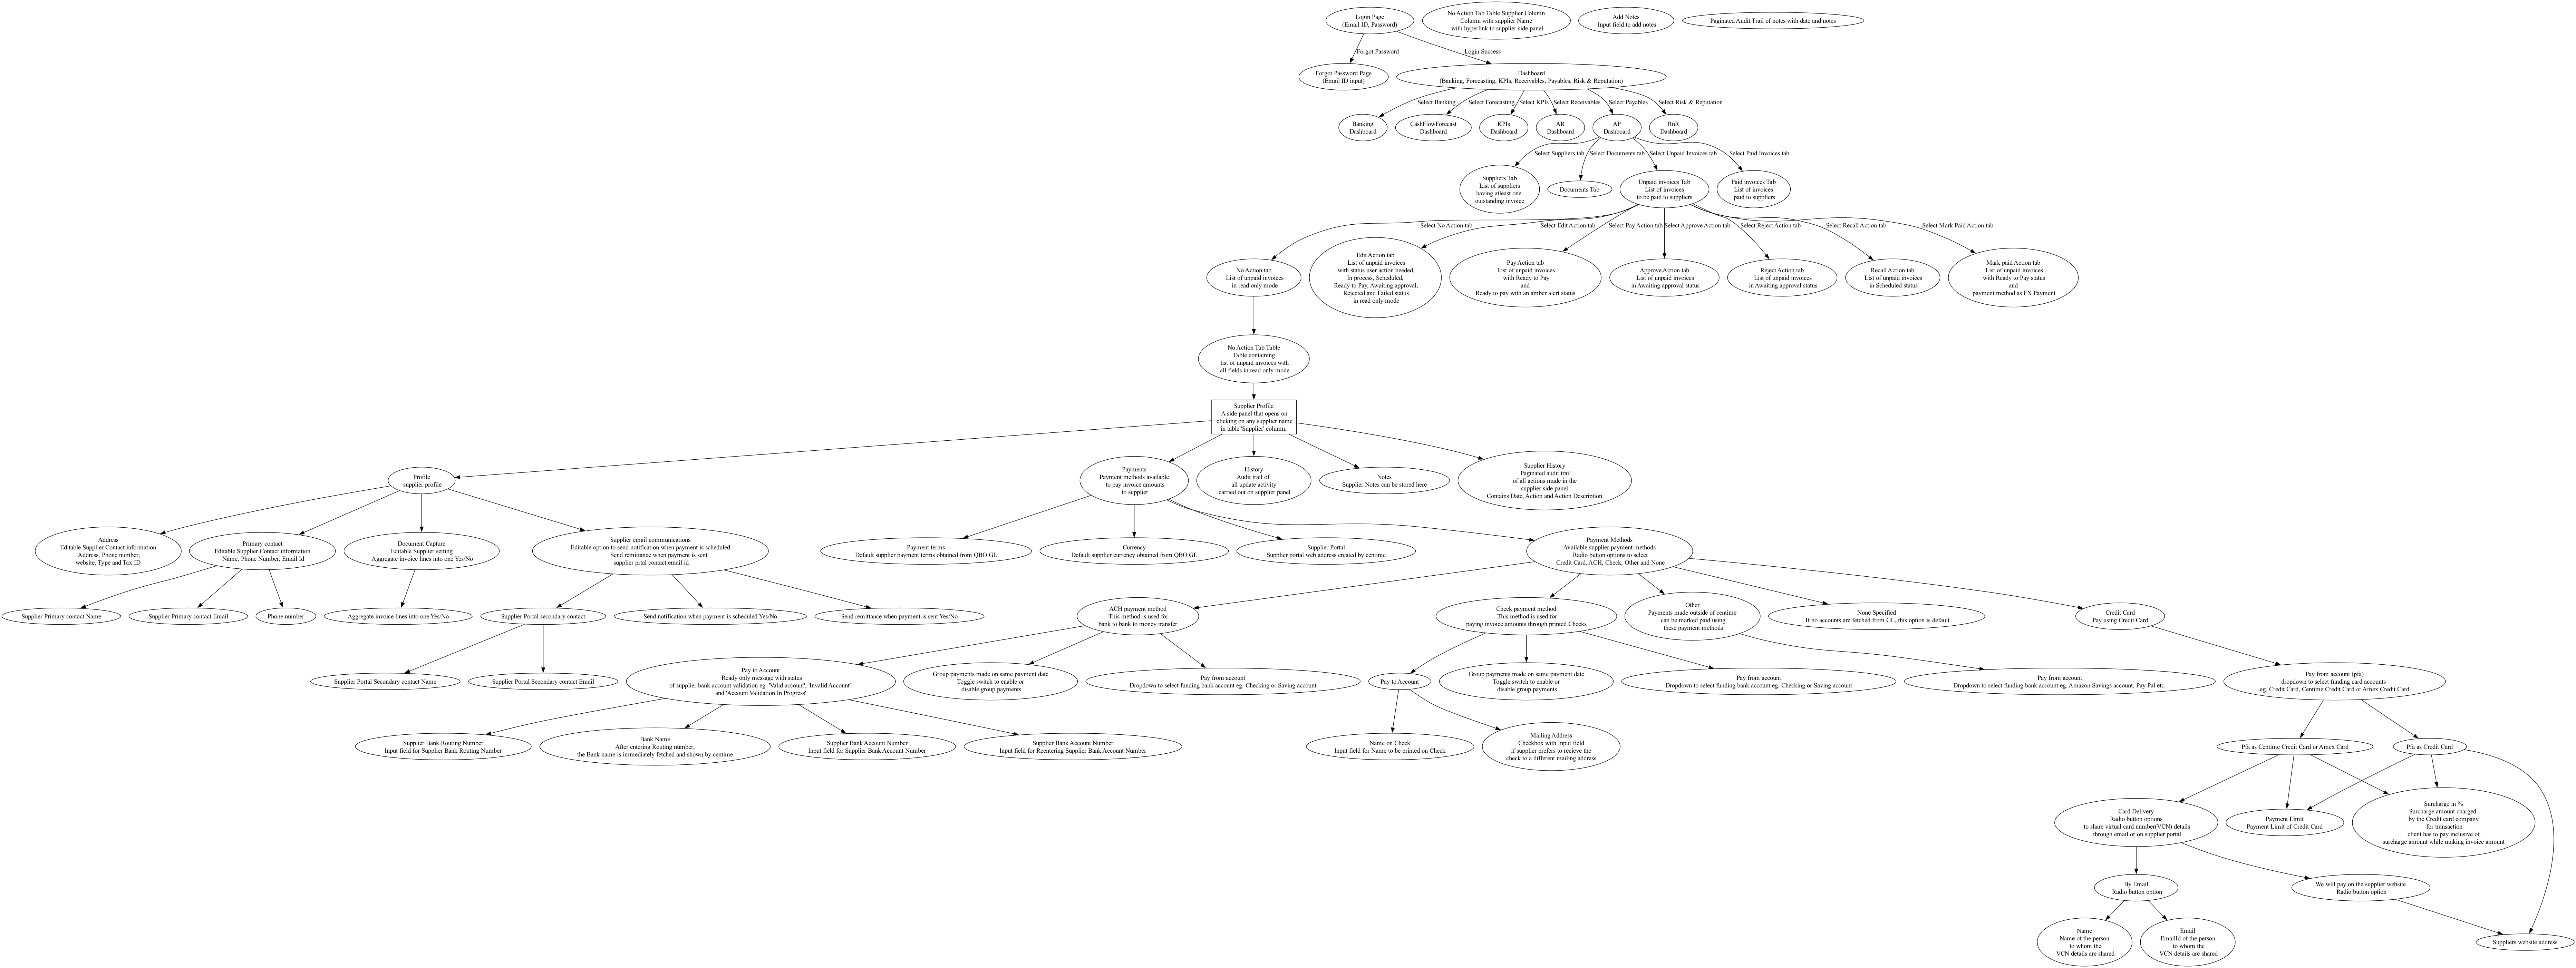 Login Page
(Email ID, Password)
No Action Tab Table Supplier Column
Column with supplier Name
with hyperlink to supplier side panel
Add Notes
Input field to add notes
Paginated Audit Trail of notes with date and notes
Forgot Password
Login Success
Forgot Password Page
(Email ID input)
Dashboard
(Banking, Forecasting, KPIs, Receivables, Payables, Risk & Reputation)
Select Banking
Select Forecasting
Select KPIs
Select Receivables
Select Payables
Select Risk & Reputation
Banking
Dashboard
CashFlowForecast
Dashboard
KPIs
Dashboard
AR
Dashboard
AP
Dashboard
RnR
Dashboard
Select Suppliers tab
Select Documents tab
Select Unpaid Invoices tab
Select Paid Invoices tab
Suppliers Tab
List of suppliers
having atleast one
outstanding invoice
Documents Tab
Unpaid invoices Tab
List of invoices
to be paid to suppliers
Paid invoices Tab
List of invoices
paid to suppliers
Select No Action tab
Select Edit Action tab
Select Pay Action tab
Select Approve Action tab
Select Reject Action tab
Select Recall Action tab
Select Mark Paid Action tab
No Action tab
List of unpaid invoices
in read only mode
Edit Action tab
List of unpaid invoices
with status user action needed,
In process, Scheduled,
Ready to Pay, Awaiting approval,
Rejected and Failed status
in read only mode
Pay Action tab
List of unpaid invoices
with Ready to Pay
and
Ready to pay with an amber alert status
Approve Action tab
List of unpaid invoices
in Awaiting approval status
Reject Action tab
List of unpaid invoices
in Awaiting approval status
Recall Action tab
List of unpaid invoices
in Scheduled status
Mark paid Action tab
List of unpaid invoices
with Ready to Pay status
and
payment method as FX Payment
No Action Tab Table
Table containing
list of unpaid invoices with
all fields in read only mode
Supplier Profile
A side panel that opens on
clicking on any supplier name
in table 'Supplier' column.
Profile
supplier profile
Payments
Payment methods available
to pay invoice amounts
to supplier
History
Audit trail of
all update activity
carried out on supplier panel
Notes
Supplier Notes can be stored here
Supplier History
Paginated audit trail
of all actions made in the
supplier side panel.
Contains Date, Action and Action Description
Address
Editable Supplier Contact information
Address, Phone number,
website, Type and Tax ID
Primary contact
Editable Supplier Contact information
Name, Phone Number, Email Id
Document Capture
Editable Supplier setting
Aggregate invoice lines into one Yes/No
Supplier email communications
Editable option to send notification when payment is scheduled
Send remittance when payment is sent
supplier prtal contact email id
Payment terms
Default supplier payment terms obtained from QBO GL
Currency
Default supplier currency obtained from QBO GL
Supplier Portal
Supplier portal web address created by centime
Payment Methods
Available supplier payment methods
Radio button options to select
Credit Card, ACH, Check, Other and None
Supplier Primary contact Name
Supplier Primary contact Email
Phone number
Aggregate invoice lines into one Yes/No
Supplier Portal secondary contact
Send notification when payment is scheduled Yes/No
Send remittance when payment is sent Yes/No
ACH payment method
This method is used for
bank to bank to money transfer
Check payment method
This method is used for
paying invoice amounts through printed Checks
Other
Payments made outside of centime
can be marked paid using
these payment methods
None Specified
If no accounts are fetched from GL, this option is default
Credit Card
Pay using Credit Card
Supplier Portal Secondary contact Name
Supplier Portal Secondary contact Email
Pay to Account
Ready only message with status
of supplier bank account validation eg. 'Valid account', 'Invalid Account'
and 'Account Validation In Progress'
Group payments made on same payment date
Toggle switch to enable or
disable group payments
Pay from account
Dropdown to select funding bank account eg. Checking or Saving account
Pay to Account
Group payments made on same payment date
Toggle switch to enable or
disable group payments
Pay from account
Dropdown to select funding bank account eg. Checking or Saving account
Pay from account
Dropdown to select funding bank account eg. Amazon Savings account, Pay Pal etc.
Pay from account (pfa)
dropdown to select funding card accounts
eg. Credit Card, Centime Credit Card or Amex Credit Card
Supplier Bank Routing Number
Input field for Supplier Bank Routing Number
Bank Name
After entering Routing number,
the Bank name is immediately fetched and shown by centime
Supplier Bank Account Number
Input field for Supplier Bank Account Number
Supplier Bank Account Number
Input field for Reentering Supplier Bank Account Number
Name on Check
Input field for Name to be printed on Check
Mailing Address
Checkbox with Input field
if supplier prefers to recieve the
check to a different mailing address
Pfa as Centime Credit Card or Amex Card
Pfa as Credit Card
Card Delivery
Radio button options
to share virtual card number(VCN) details
through email or on supplier portal
Payment Limit
Payment Limit of Credit Card
Surcharge in %
Surcharge amount charged
by the Credit card company
for transaction
client has to pay inclusive of
surcharge amount while making invoice amount
By Email
Radio button option
We will pay on the supplier website
Radio button option
Name
Name of the person
to whom the
VCN details are shared
Email
EmailId of the person
to whom the
VCN details are shared
Suppliers website address